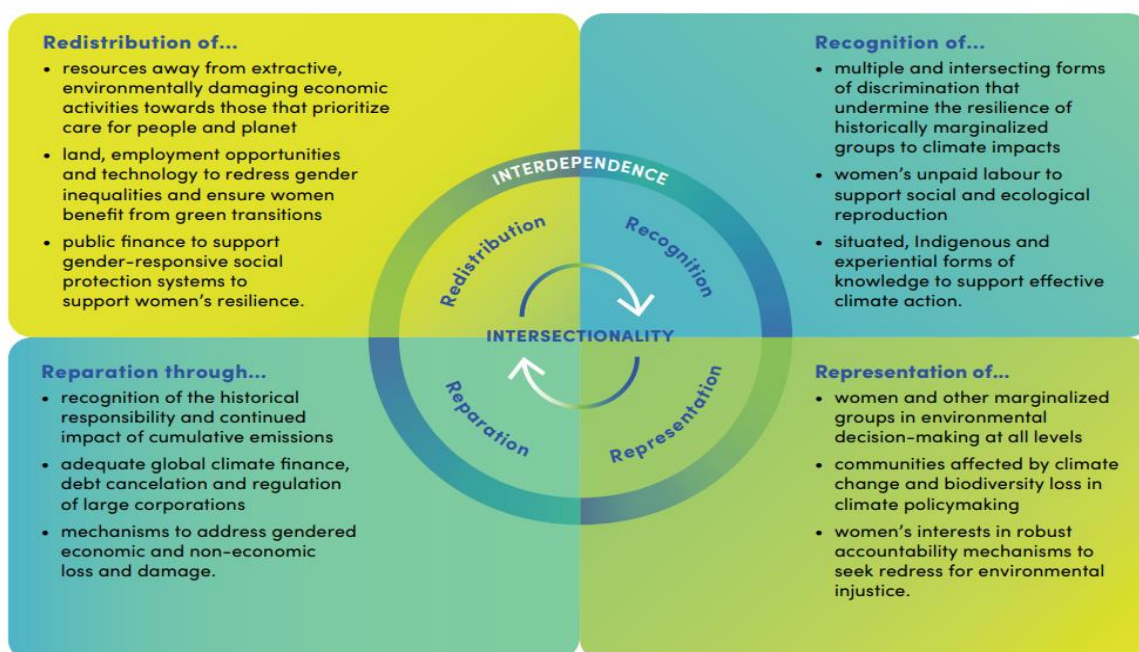 Redistribution of...
• resources away from extractive,
environmentally damaging economic
activities towards those that prioritize
care for people and planet
• land, employment opportunities
and technology to redress gender
inequalities and ensure women
benefit from green transitions
• public finance to support
gender-responsive social
protection systems to
support women's resilience.
Recognition of...
• multiple and intersecting forms
of discrimination that
undermine the resilience of
historically marginalized
groups to climate impacts
• women's unpaid labour to
support social and ecological
reproduction
• situated, Indigenous and
experiential forms of
knowledge to support effective
climate action.
INTERDEPENDENCE
Redistribution
Recognition
INTERSECTIONALITY
Reparation
Representation
Reparation through...
• recognition of the historical
responsibility and continued
impact of cumulative emissions
• adequate global climate finance,
debt cancelation and regulation
of large corporations
• mechanisms to address gendered
economic and non-economic
loss and damage.
Representation of...
• women and other marginalized
groups in environmental
decision-making at all levels
• communities affected by climate
change and biodiversity loss in
climate policymaking
• women's interests in robust
accountability mechanisms to
seek redress for environmental
injustice.